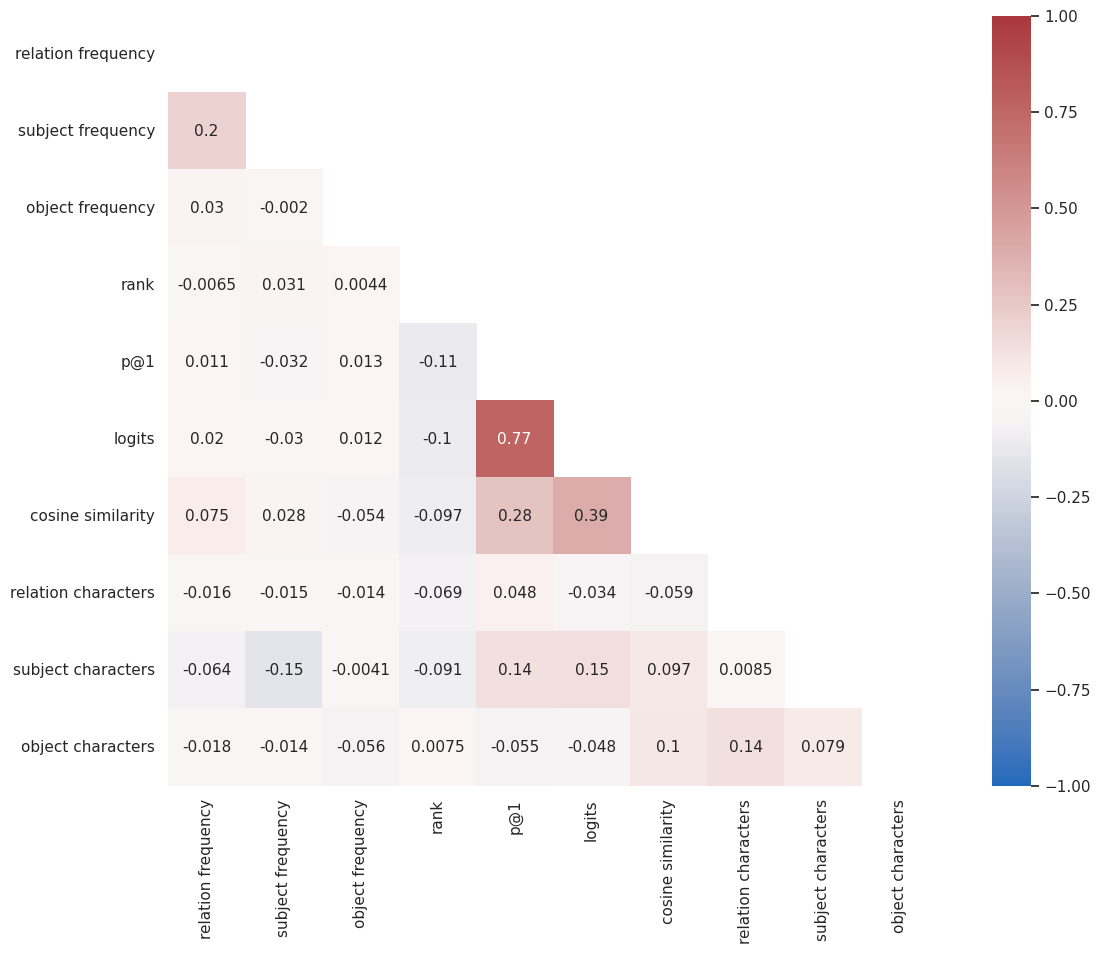 relation frequency
subject frequency 0.2
object frequency 0.03 -0.002
rank -0.0065 0.031 0.0044
p@1 0.011 -0.032 0.013 -0.11
logits 0.02 -0.03 0.012 -0.1 0.77
cosine similarity 0.075 0.028 -0.054 -0.097 0.28 0.39
relation characters -0.016 -0.015 -0.014 -0.069 0.048 -0.034 -0.059
subject characters -0.064 -0.15 -0.0041 -0.091 0.14 0.15 0.097 0.0085
object characters -0.018 -0.014 -0.056 0.0075 -0.055 -0.048 0.1 0.14 0.079
relation frequency
subject frequency
object frequency
rank
p@1
logits
cosine similarity
relation characters
subject characters
object characters
1.00
0.75
0.50
0.25
0.00
−0.25
−0.50
−0.75
−1.00